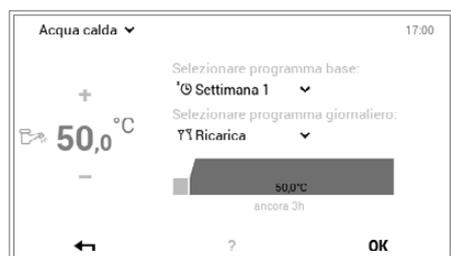 Acqua calda
17:00
Selezionare programma base:
Settimana 1
Selezionare programma giornaliero:
Ricarica
+
50,0 °C
−
50,0°C
ancora 3h
?
OK